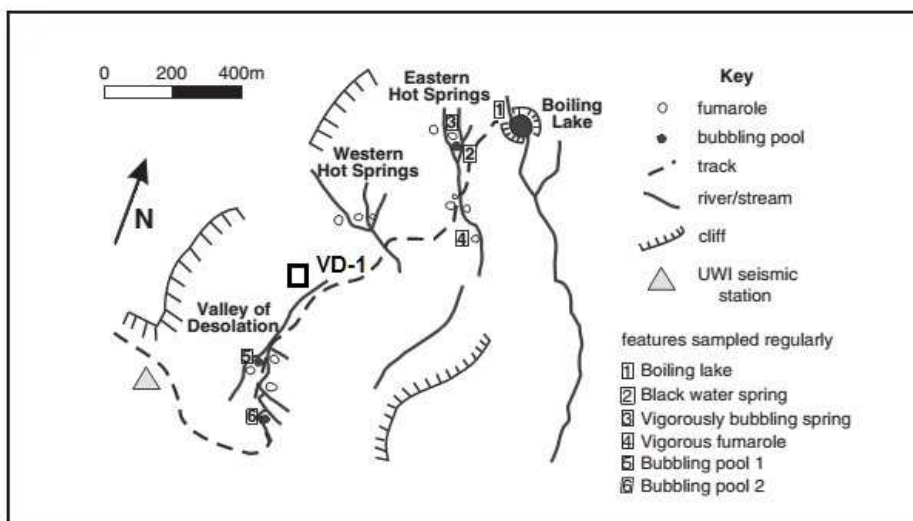 0 200 400m
N
Eastern
Hot Springs
Boiling
Lake
Western
Hot Springs
VD-1
Valley of
Desolation
1
3
2
4
5
6
Key
fumarole
bubbling pool
track
river/stream
cliff
UWI seismic
station
features sampled regularly
1 Boiling lake
2 Black water spring
3 Vigorously bubbling spring
4 Vigorous fumarole
5 Bubbling pool 1
6 Bubbling pool 2